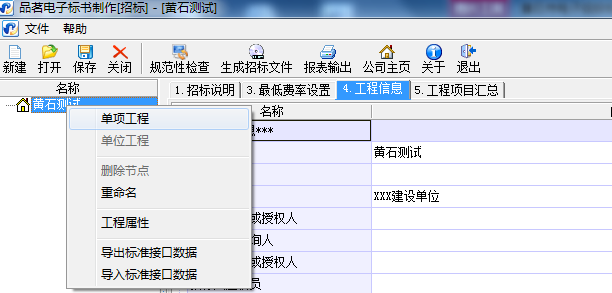 品茗电子标书制作[招标] - [黄石测试]
文件 帮助
新建 打开 保存 关闭 规范性检查 生成招标文件 报表输出 公司主页 关于 退出
名称
黄石测试
1. 招标说明 3. 最低费率设置 4. 工程信息 5. 工程项目汇总
名称
***
黄石测试
XXX建设单位
或授权人
询人
或授权人
员
单项工程
单位工程
删除节点
重命名
工程属性
导出标准接口数据
导入标准接口数据